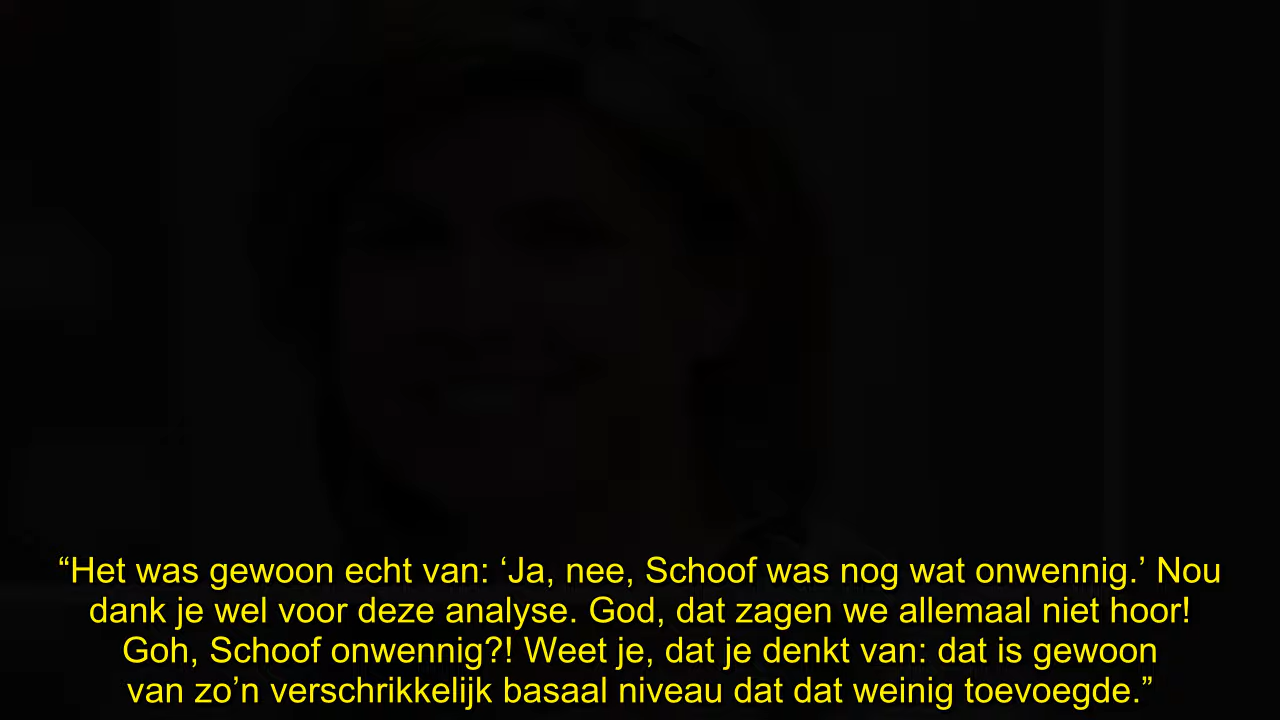 “Het was gewoon echt van: ‘Ja, nee, Schoof was nog wat onwennig.’ Nou
dank je wel voor deze analyse. God, dat zagen we allemaal niet hoor!
Goh, Schoof onwennig?! Weet je, dat je denkt van: dat is gewoon
van zo’n verschrikkelijk basaal niveau dat dat weinig toevoegde.”